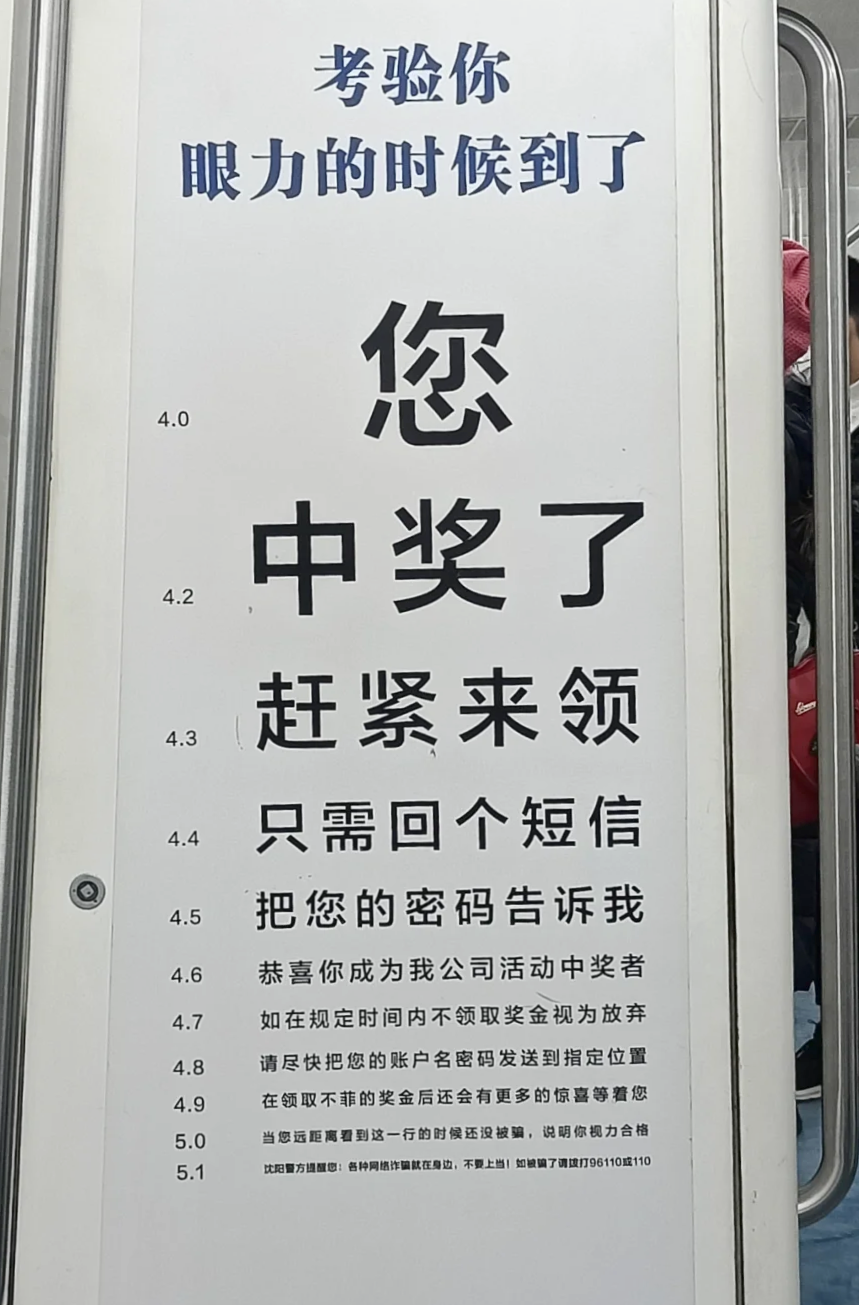 考验你
眼力的时候到了
4.0 您
4.2 中奖了
4.3 赶紧来领
4.4 只需回个短信
4.5 把您的密码告诉我
4.6 恭喜你成为我公司活动中奖者
4.7 如在规定时间内不领取奖金视为放弃
4.8 请尽快把您的账户名密码发送到指定位置
4.9 在领取不菲的奖金后还会有更多的惊喜等着您
5.0 当您远距离看到这一行的时候还没被骗，说明你视力合格
5.1 沈阳警方提醒您：各种网络诈骗就在身边，不要上当！如被骗了请拨打96110或110